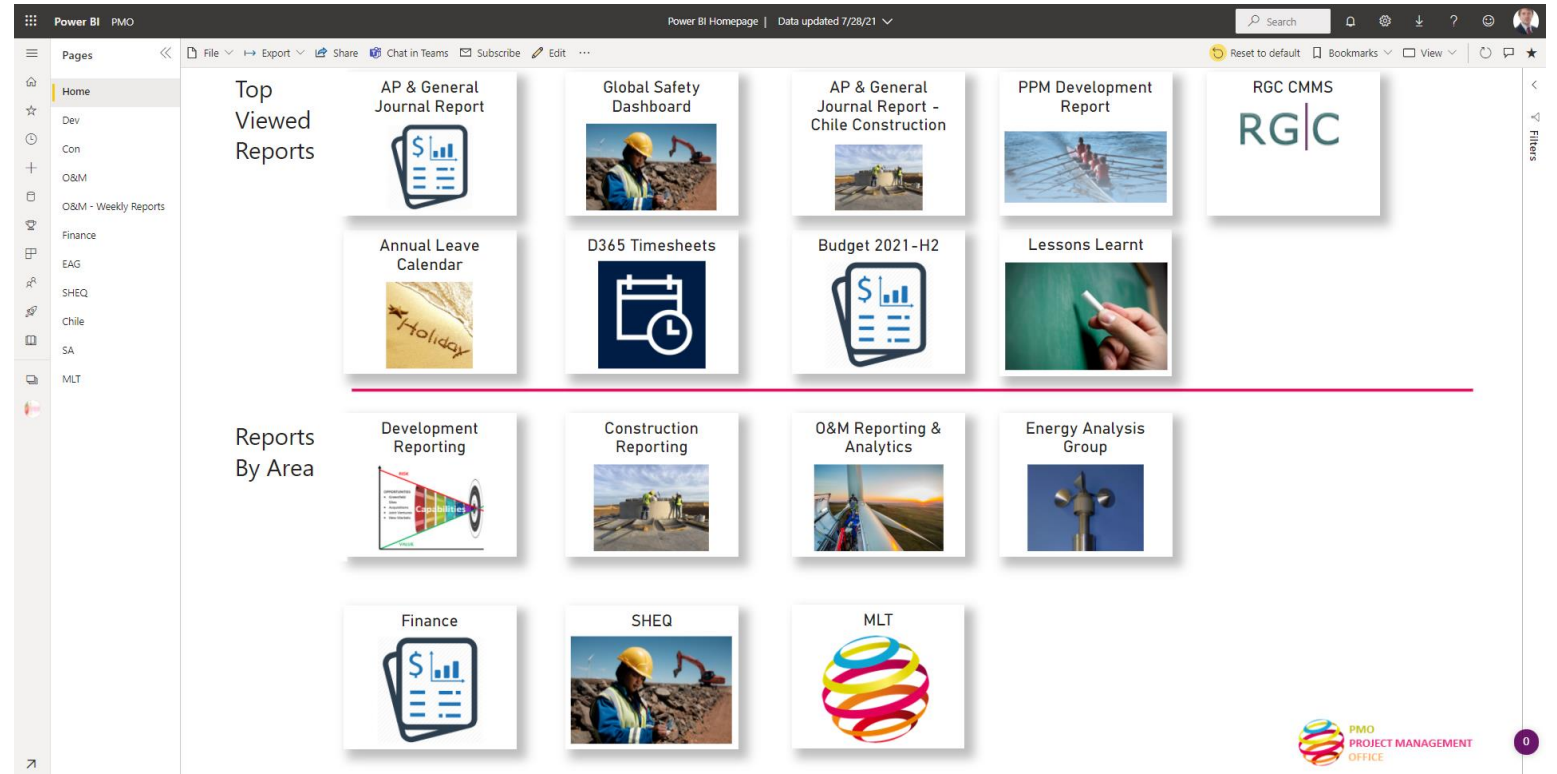 Power BI PMO
Power BI Homepage | Data updated 7/28/21
Search
Pages
File Export Share Chat in Teams Subscribe Edit ...
Reset to default Bookmarks View
Home
Dev
Con
O&M
O&M - Weekly Reports
Finance
EAG
SHEQ
Chile
SA
MLT
Filters
Top
Viewed
Reports
AP & General
Journal Report
$
Global Safety
Dashboard
AP & General
Journal Report -
Chile Construction
PPM Development
Report
RGC CMMS
RG|C
Annual Leave
Calendar
Holiday
D365 Timesheets
Budget 2021-H2
$
Lessons Learnt
Reports
By Area
Development
Reporting
RISK
OPPORTUNITIES
Capabilities
VALUE
Construction
Reporting
O&M Reporting &
Analytics
Energy Analysis
Group
Finance
$
SHEQ
MLT
PMO
PROJECT MANAGEMENT
OFFICE
0